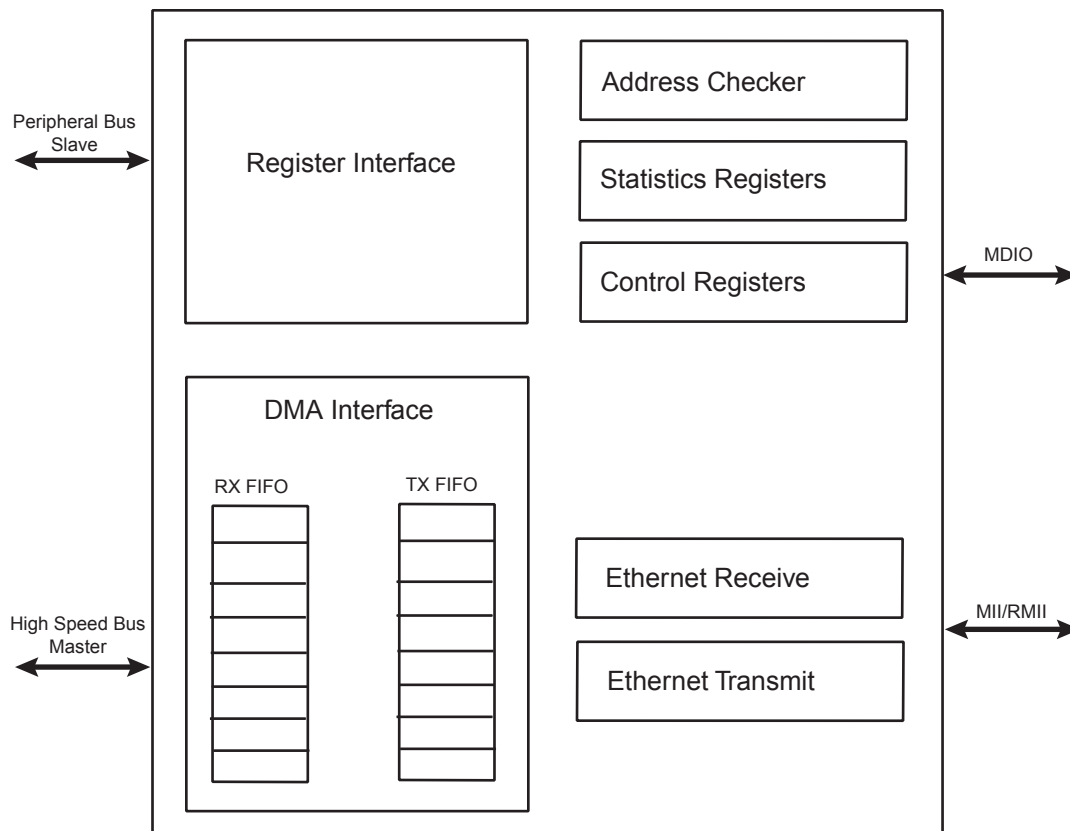 Address Checker
Peripheral Bus
Slave
Register Interface
Statistics Registers
MDIO
Control Registers
DMA Interface
RX FIFO
TX FIFO
Ethernet Receive
High Speed Bus
Master
MII/RMII
Ethernet Transmit